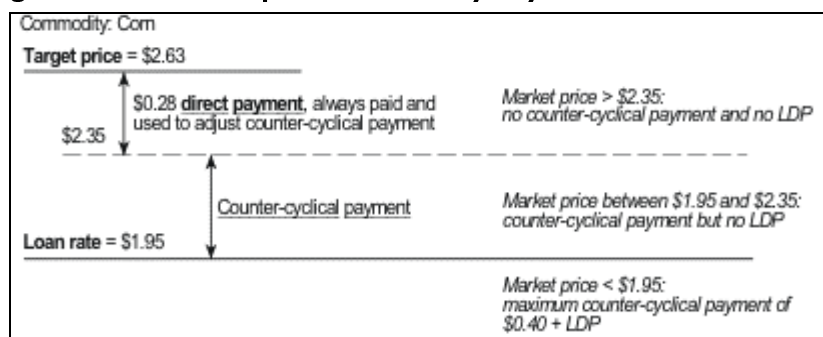 Commodity: Corn
Target price = $2.63
$0.28 direct payment, always paid and
used to adjust counter-cyclical payment
Market price > $2.35:
no counter-cyclical payment and no LDP
$2.35
Counter-cyclical payment
Market price between $1.95 and $2.35:
counter-cyclical payment but no LDP
Loan rate = $1.95
Market price < $1.95:
maximum counter-cyclical payment of
$0.40 + LDP